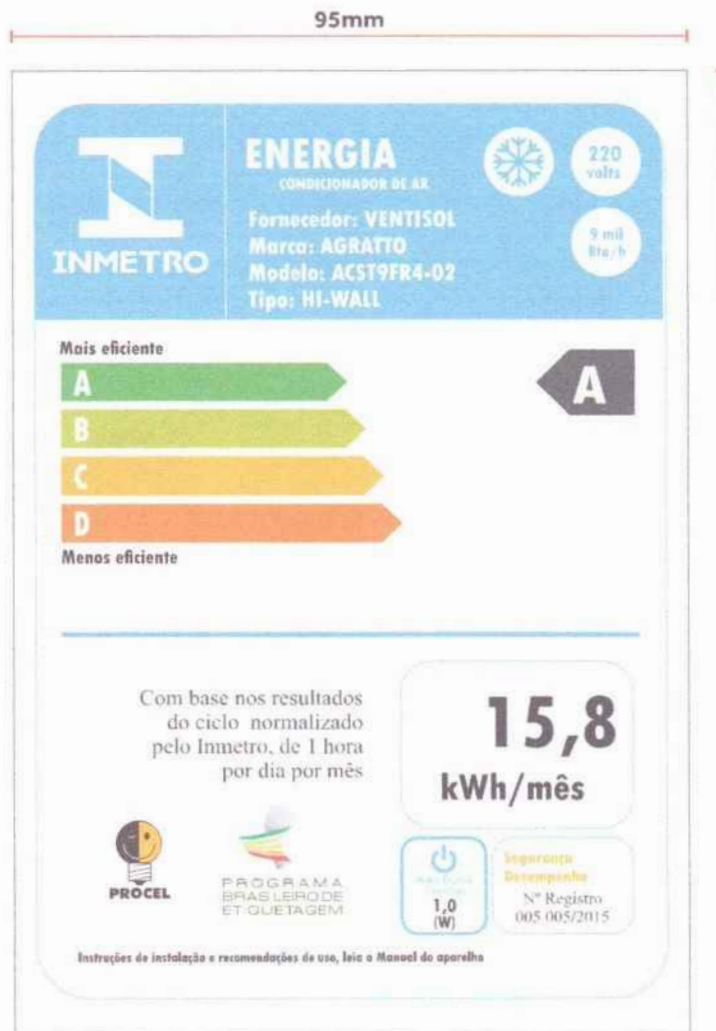 95mm
INMETRO
ENERGIA
CONDICIONADOR DE AR
Fornecedor: VENTISOL
Marca: AGRATTO
Modelo: ACST9FR4-02
Tipo: HI-WALL
220
volts
9 mil
Btu/h
Mais eficiente
A
A
B
C
D
Menos eficiente
Com base nos resultados
do ciclo normalizado
pelo Inmetro, de 1 hora
por dia por mês
15,8
kWh/mês
PROCEL
PROGRAMA
BRASILEIRO DE
ETIQUETAGEM
1,0
(W)
Segurança
Desempenho
Nº Registro
005 005/2015
Instruções de instalação e recomendações de uso, leia o Manual do aparelho